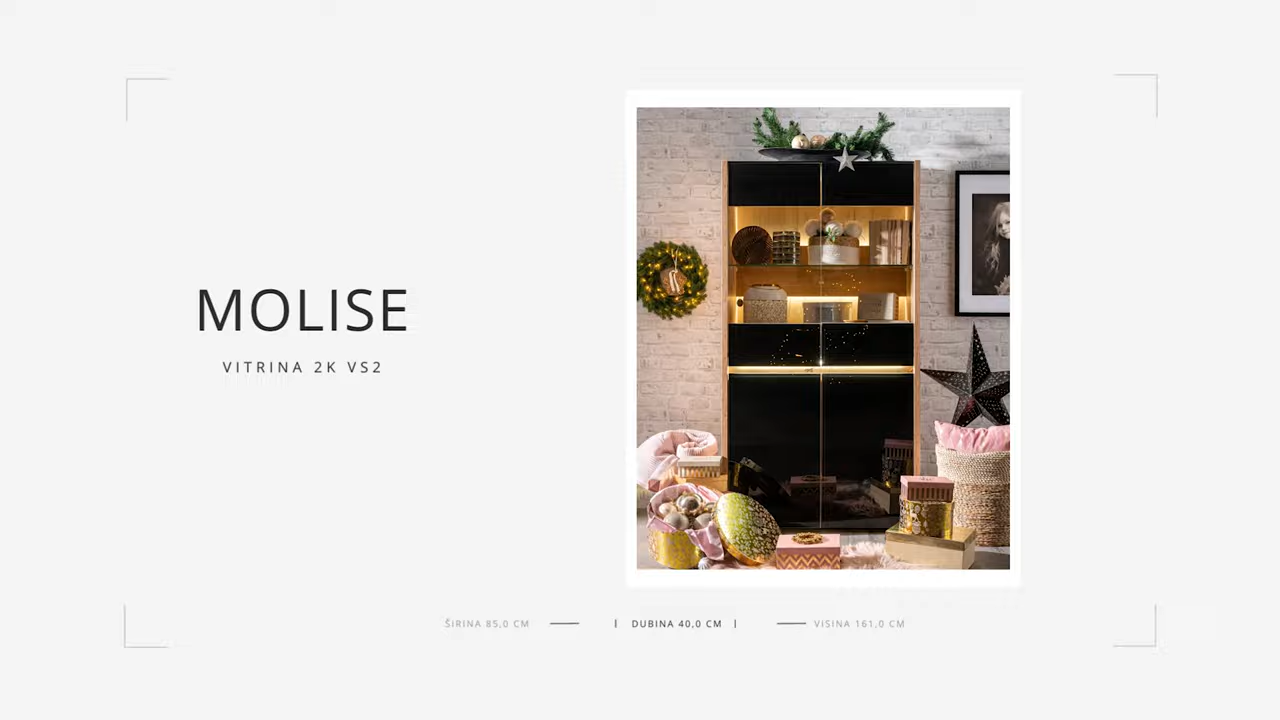 MOLISE
VITRINA 2K VS2
ŠIRINA 85,0 CM — | DUBINA 40,0 CM | — VISINA 161,0 CM